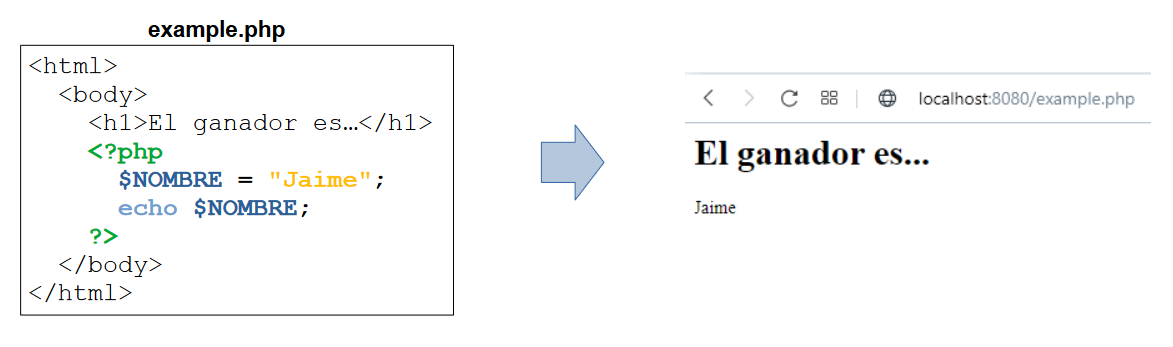 example.php
<html>
<body>
<h1>El ganador es…</h1>
<?php
$NOMBRE = "Jaime";
echo $NOMBRE;
?>
</body>
</html>
localhost:8080/example.php
El ganador es...
Jaime